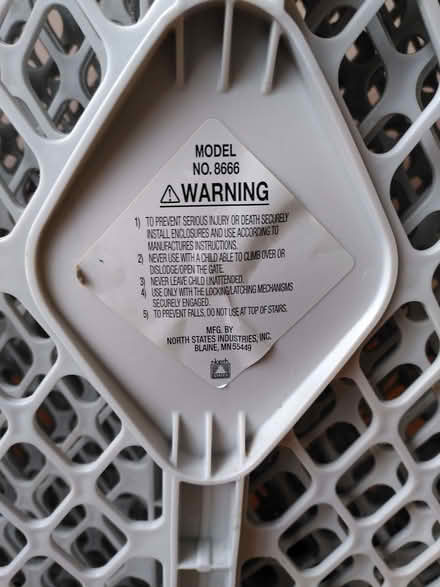 MODEL
NO. 8666
⚠WARNING
1) TO PREVENT SERIOUS INJURY OR DEATH SECURELY
INSTALL ENCLOSURES AND USE ACCORDING TO
MANUFACTURES INSTRUCTIONS.
2) NEVER USE WITH A CHILD ABLE TO CLIMB OVER OR
DISLODGE/OPEN THE GATE.
3) NEVER LEAVE CHILD UNATTENDED.
4) USE ONLY WITH THE LOCKING/LATCHING MECHANISMS
SECURELY ENGAGED.
5) TO PREVENT FALLS, DO NOT USE AT TOP OF STAIRS.
MFG. BY
NORTH STATES INDUSTRIES, INC.
BLAINE, MN 55449